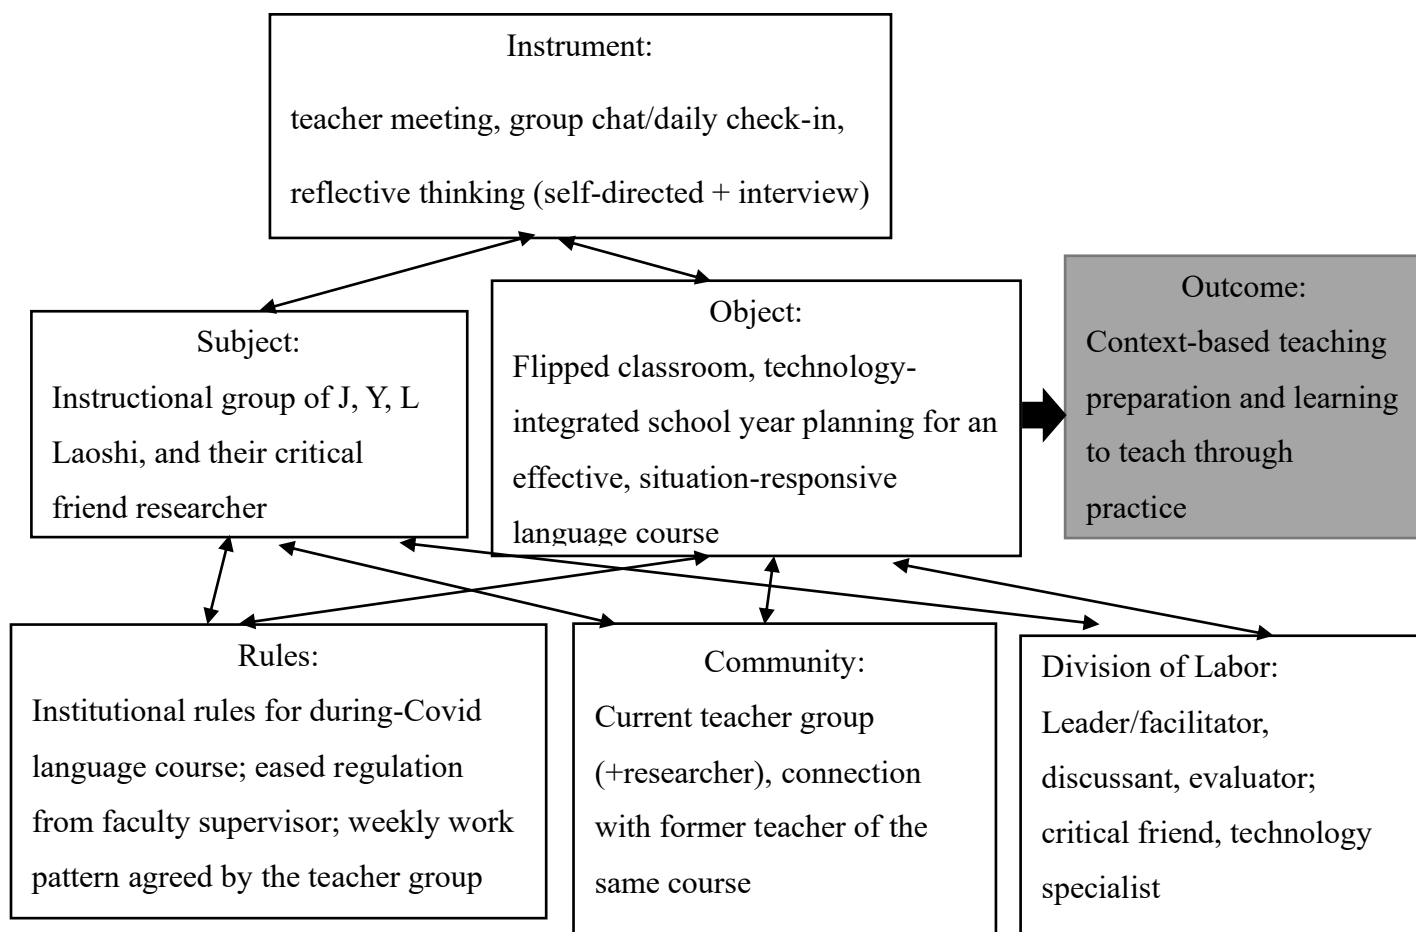 Instrument:
teacher meeting, group chat/daily check-in,
reflective thinking (self-directed + interview)
Subject:
Instructional group of J, Y, L
Laoshi, and their critical
friend researcher
Object:
Flipped classroom, technology-
integrated school year planning for an
effective, situation-responsive
language course
Outcome:
Context-based teaching
preparation and learning
to teach through
practice
Rules:
Institutional rules for during-Covid
language course; eased regulation
from faculty supervisor; weekly work
pattern agreed by the teacher group
Community:
Current teacher group
(+researcher), connection
with former teacher of the
same course
Division of Labor:
Leader/facilitator,
discussant, evaluator;
critical friend, technology
specialist